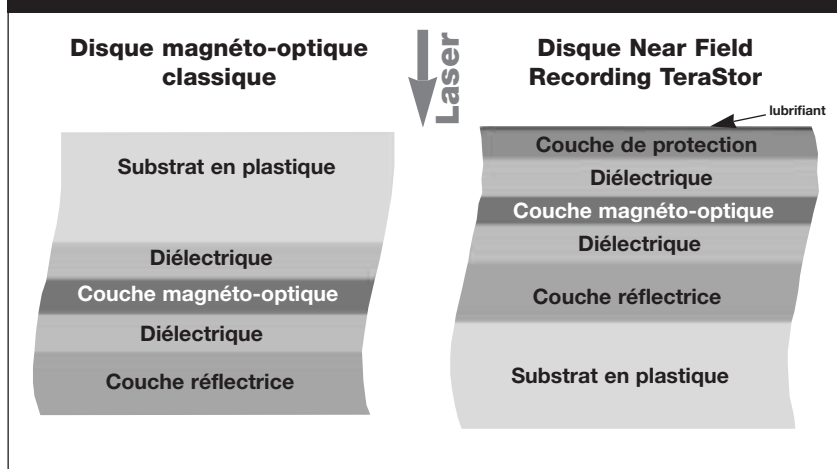 Disque magnéto-optique
classique
Laser
Disque Near Field
Recording TeraStor
lubrifiant
Substrat en plastique
Diélectrique
Couche magnéto-optique
Diélectrique
Couche réflectrice
Couche de protection
Diélectrique
Couche magnéto-optique
Diélectrique
Couche réflectrice
Substrat en plastique